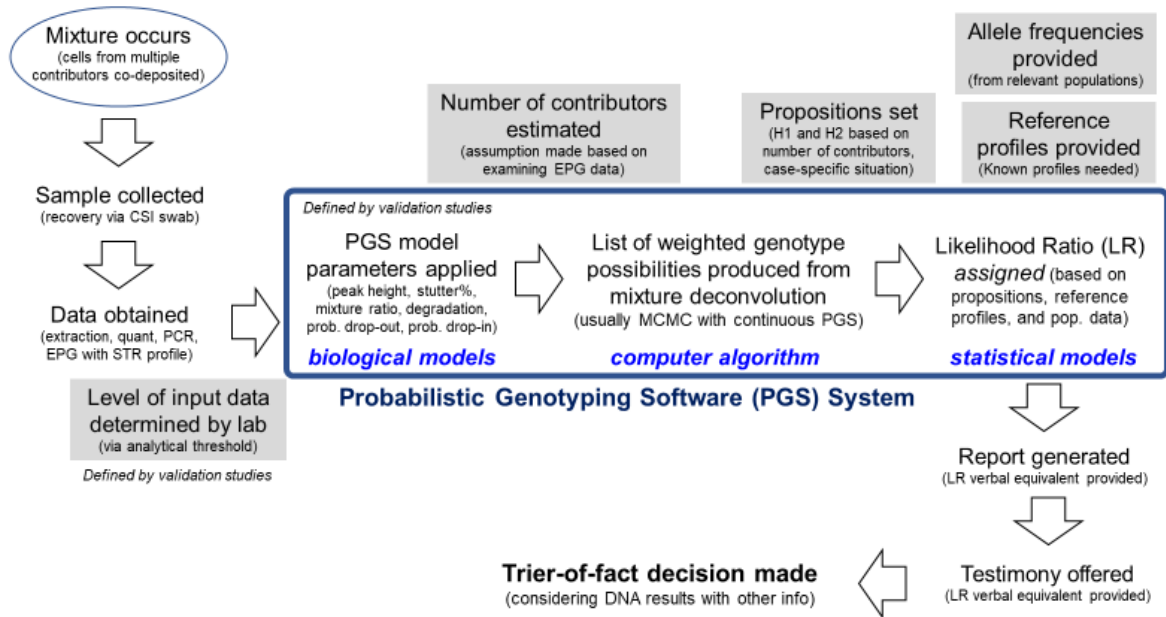 Mixture occurs
(cells from multiple
contributors co-deposited)
Sample collected
(recovery via CSI swab)
Data obtained
(extraction, quant, PCR,
EPG with STR profile)
Level of input data
determined by lab
(via analytical threshold)
Defined by validation studies
Number of contributors
estimated
(assumption made based on
examining EPG data)
Propositions set
(H1 and H2 based on
number of contributors,
case-specific situation)
Allele frequencies
provided
(from relevant populations)
Reference
profiles provided
(Known profiles needed)
Defined by validation studies
PGS model
parameters applied
(peak height, stutter%,
mixture ratio, degradation,
prob. drop-out, prob. drop-in)
biological models
List of weighted genotype
possibilities produced from
mixture deconvolution
(usually MCMC with continuous PGS)
computer algorithm
Likelihood Ratio (LR)
assigned (based on
propositions, reference
profiles, and pop. data)
statistical models
Probabilistic Genotyping Software (PGS) System
Report generated
(LR verbal equivalent provided)
Testimony offered
(LR verbal equivalent provided)
Trier-of-fact decision made
(considering DNA results with other info)